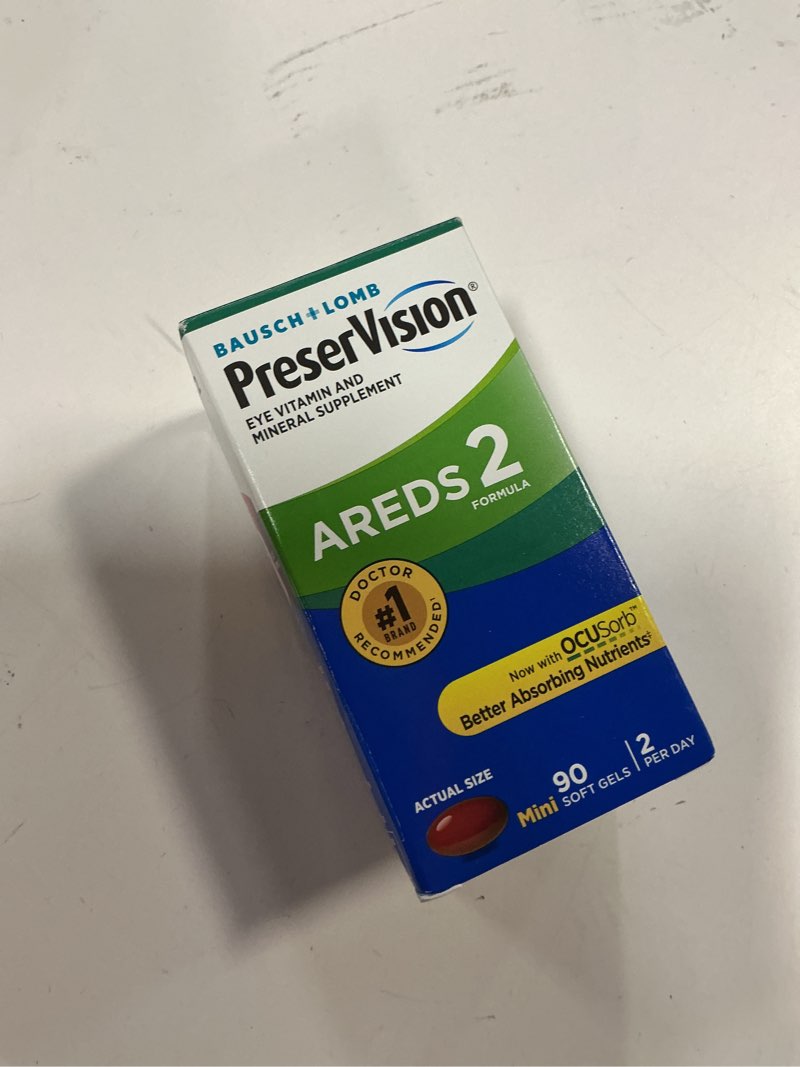 BAUSCH+LOMB
PreserVision®
EYE VITAMIN AND
MINERAL SUPPLEMENT
AREDS 2
FORMULA
DOCTOR
#1
BRAND
RECOMMENDED¹
Now with OCUSorb™
Better Absorbing Nutrients‡
ACTUAL SIZE
Mini 90 SOFT GELS | 2 PER DAY